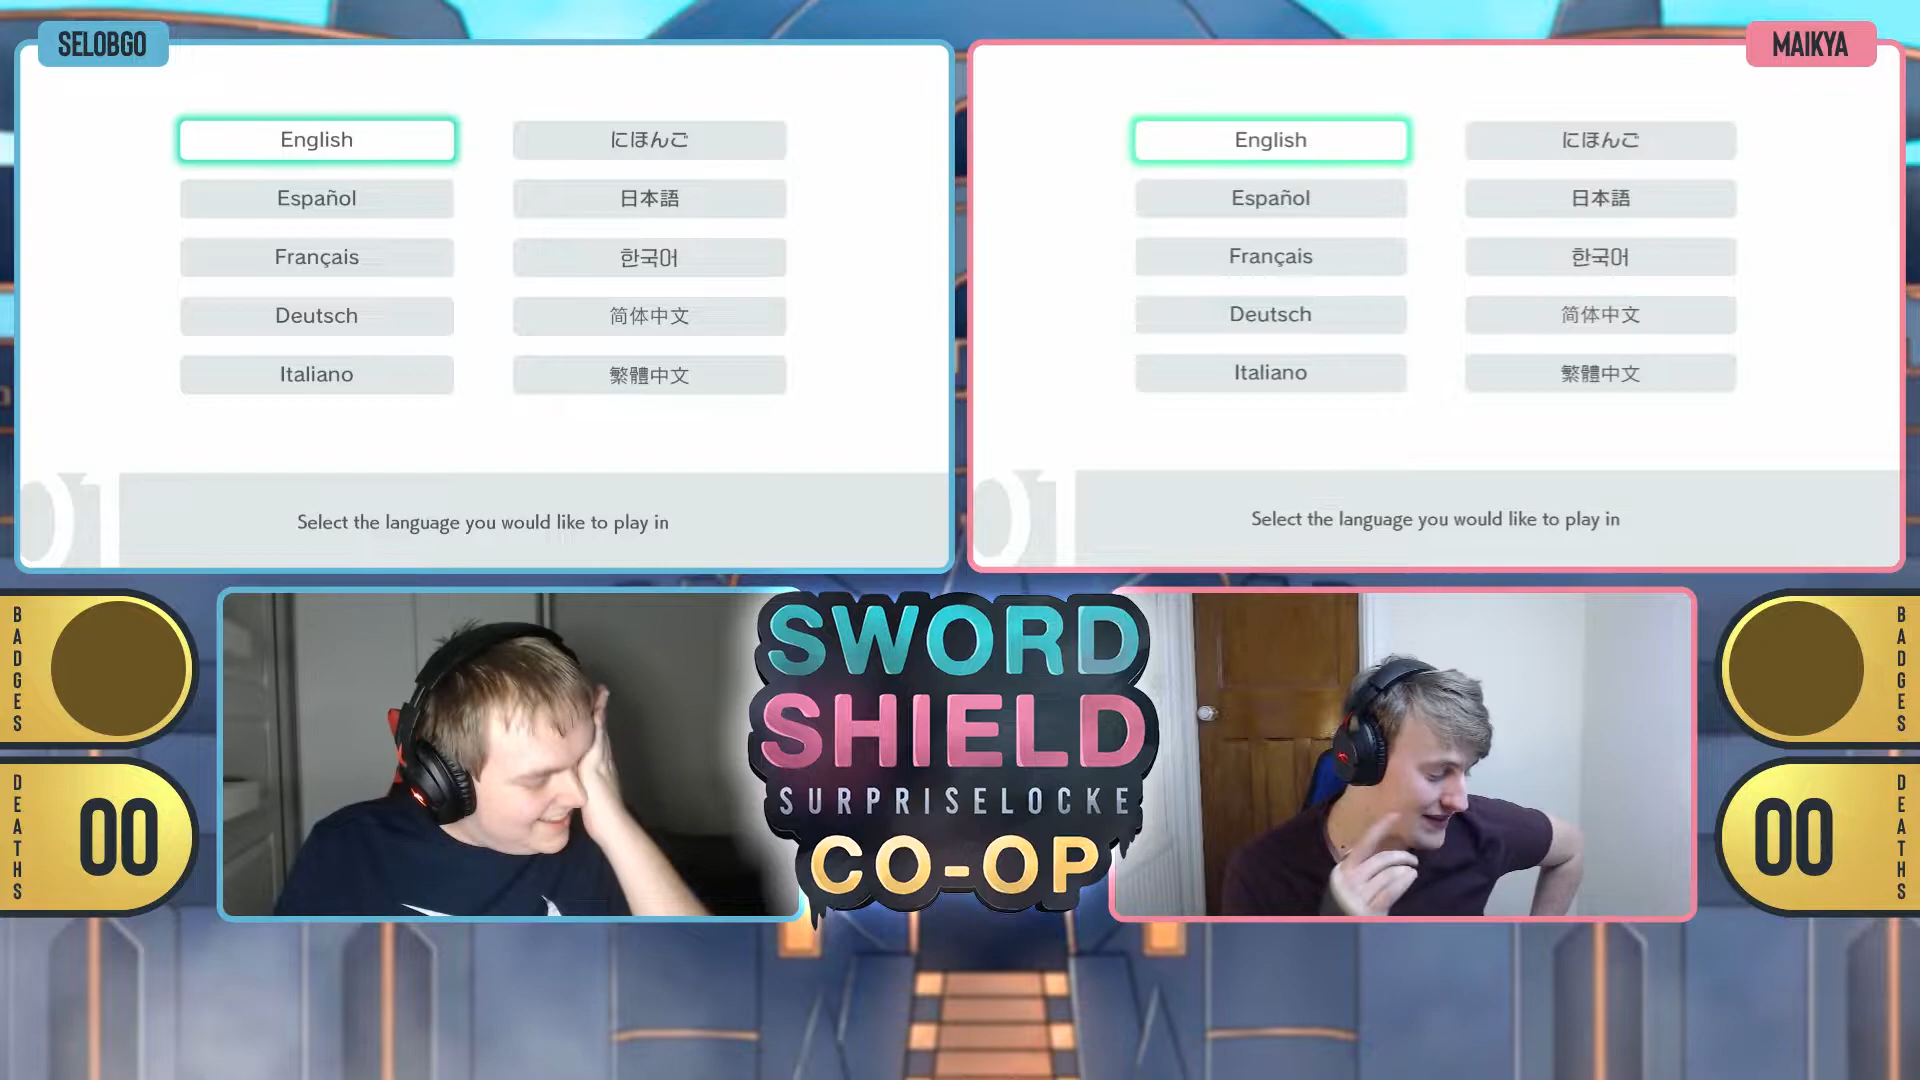 SELOBGO
English
Español
Français
Deutsch
Italiano
にほんご
日本語
한국어
简体中文
繁體中文
01
Select the language you would like to play in
MAIKYA
English
Español
Français
Deutsch
Italiano
にほんご
日本語
한국어
简体中文
繁體中文
01
Select the language you would like to play in
BADGES
DEATHS
00
SWORD
SHIELD
SURPRISELOCKE
CO-OP
BADGES
DEATHS
00